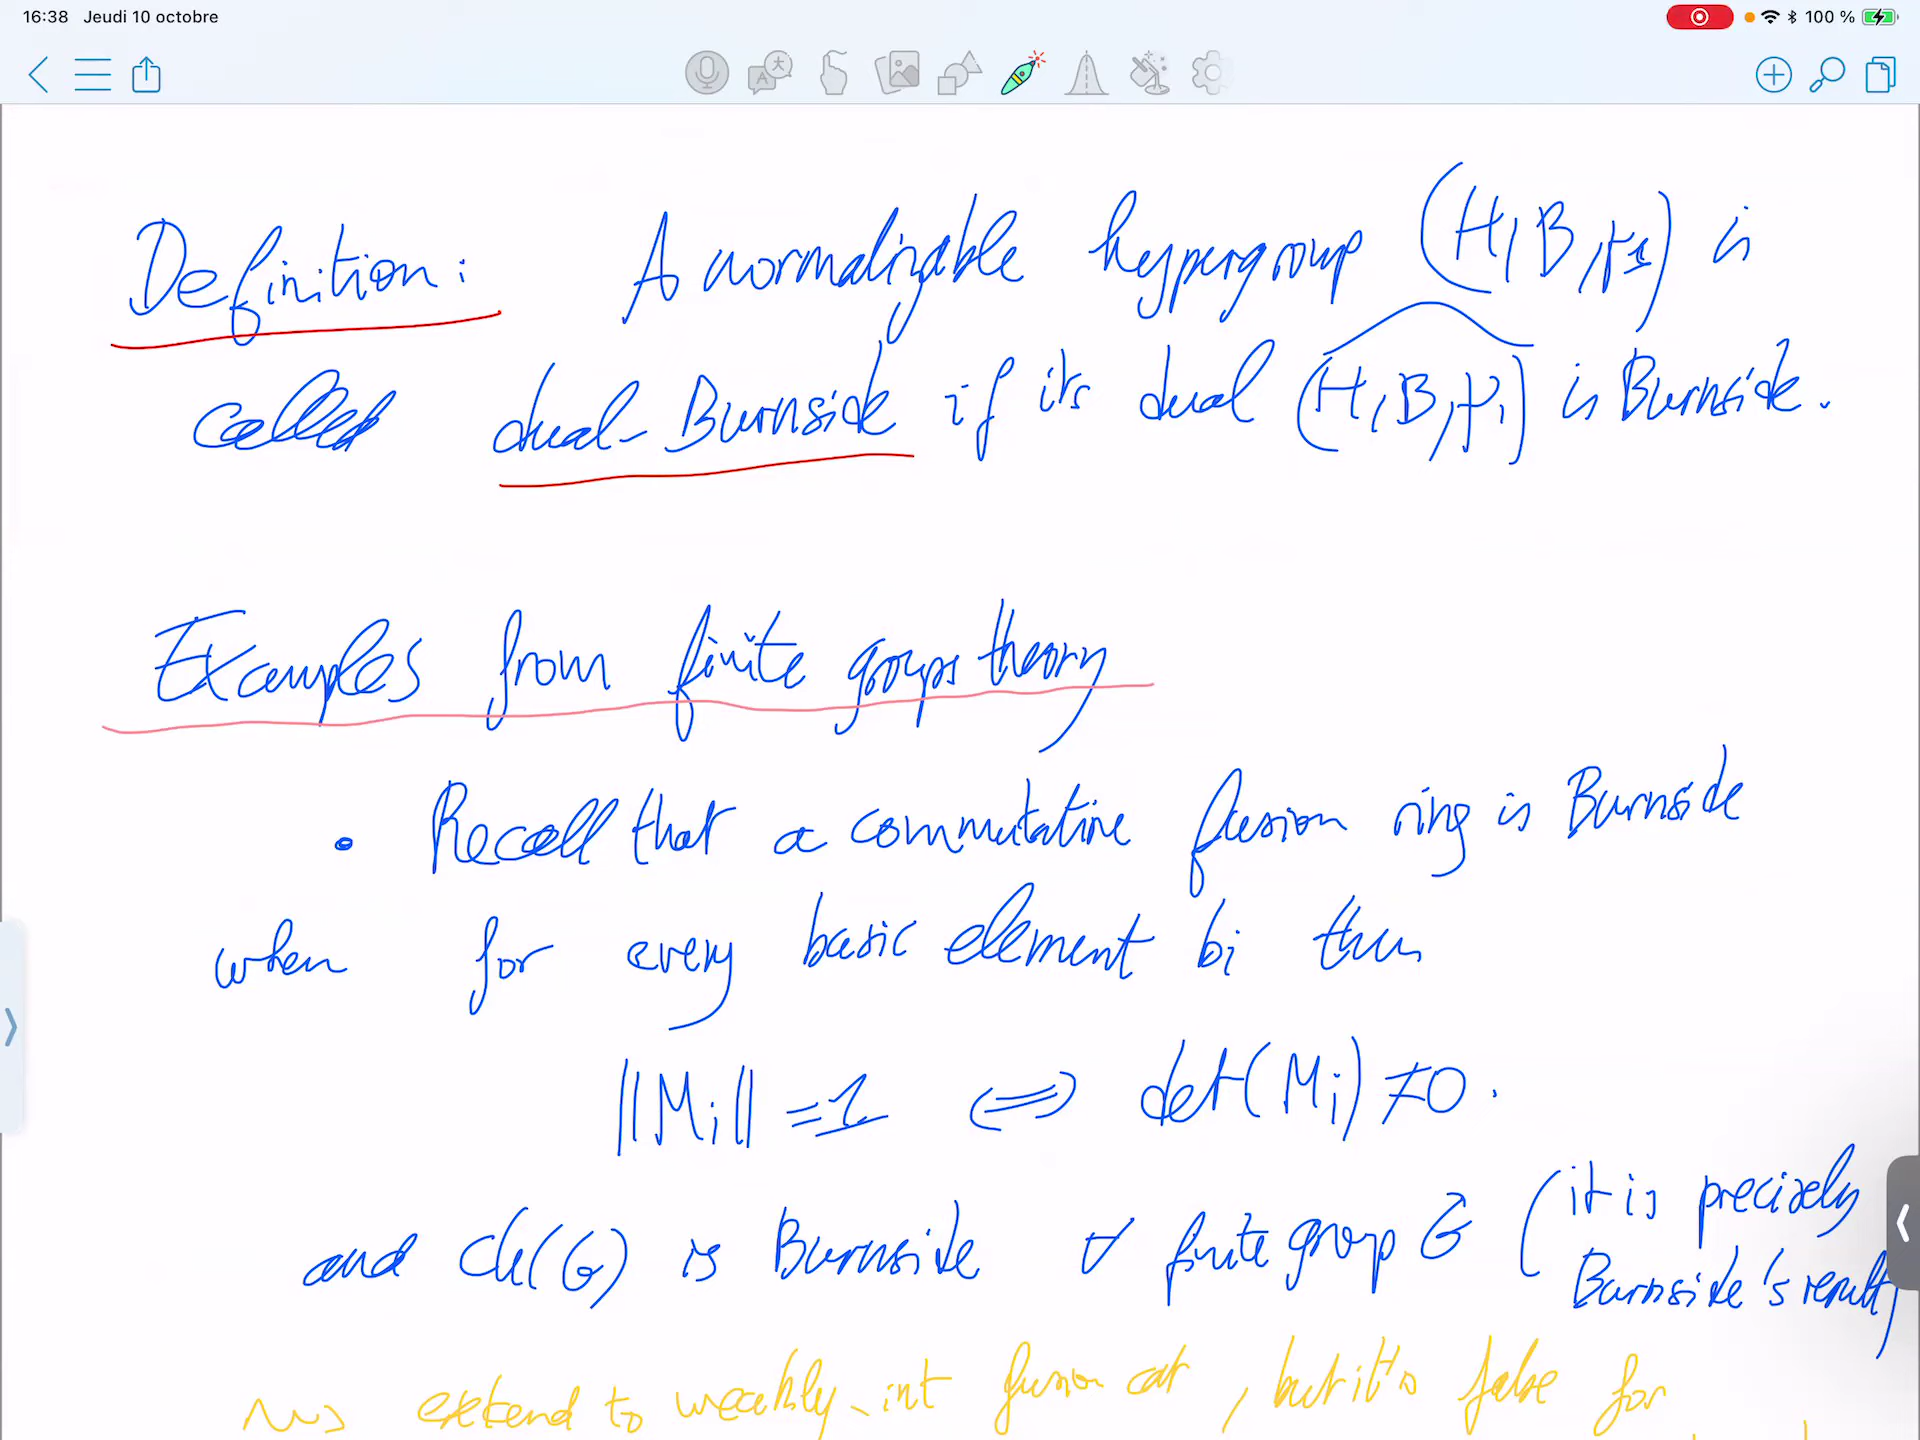 16:38 Jeudi 10 octobre 100 %
Definition: A normalizable hypergroup (H, B, μ1) is
called dual-Burnside if its dual (H, B, μ) is Burnside.
Examples from finite groups theory
• Recall that a commutative fusion ring is Burnside
when for every basic element bi then
||Mi|| = 1 ⟺ det(Mi) ≠ 0.
and ch(G) is Burnside ∀ finite group G (it is precisely
Burnside's result)
extend to weakly-int fusion cat, but it's false for